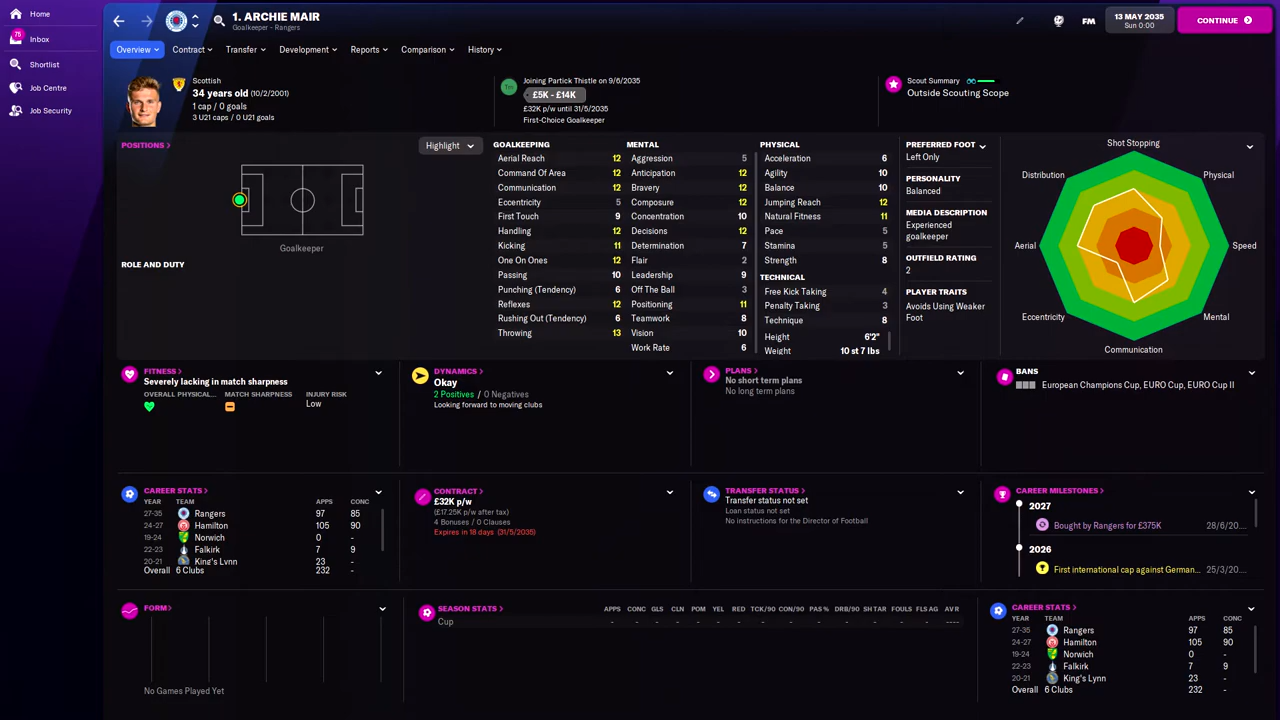 Home
75
Inbox
Shortlist
Job Centre
Job Security
1. ARCHIE MAIR
Goalkeeper - Rangers
FM
13 MAY 2035
Sun 0:00
CONTINUE
Overview
Contract
Transfer
Development
Reports
Comparison
History
Scottish
34 years old (10/2/2001)
1 cap / 0 goals
3 U21 caps / 0 U21 goals
Trn
Joining Partick Thistle on 9/6/2035
£5K - £14K
£32K p/w until 31/5/2035
First-Choice Goalkeeper
Scout Summary
Outside Scouting Scope
POSITIONS
Highlight
Goalkeeper
ROLE AND DUTY
GOALKEEPING
Aerial Reach 12
Command Of Area 12
Communication 12
Eccentricity 5
First Touch 9
Handling 12
Kicking 11
One On Ones 12
Passing 10
Punching (Tendency) 6
Reflexes 12
Rushing Out (Tendency) 6
Throwing 13
MENTAL
Aggression 5
Anticipation 12
Bravery 12
Composure 12
Concentration 10
Decisions 12
Determination 7
Flair 2
Leadership 9
Off The Ball 3
Positioning 11
Teamwork 8
Vision 10
Work Rate 6
PHYSICAL
Acceleration 6
Agility 10
Balance 10
Jumping Reach 12
Natural Fitness 11
Pace 5
Stamina 5
Strength 8
TECHNICAL
Free Kick Taking 4
Penalty Taking 3
Technique 8
Height 6'2"
Weight 10 st 7 lbs
PREFERRED FOOT
Left Only
PERSONALITY
Balanced
MEDIA DESCRIPTION
Experienced
goalkeeper
OUTFIELD RATING
2
PLAYER TRAITS
Avoids Using Weaker
Foot
Shot Stopping
Physical
Speed
Mental
Communication
Eccentricity
Aerial
Distribution
FITNESS
Severely lacking in match sharpness
OVERALL PHYSICAL... MATCH SHARPNESS INJURY RISK
Low
DYNAMICS
Okay
2 Positives / 0 Negatives
Looking forward to moving clubs
PLANS
No short term plans
No long term plans
BANS
European Champions Cup, EURO Cup, EURO Cup II
CAREER STATS
YEAR TEAM APPS CONC
27-35 Rangers 97 85
24-27 Hamilton 105 90
19-24 Norwich 0 -
22-23 Falkirk 7 9
20-21 King's Lynn 23 -
Overall 6 Clubs 232 -
CONTRACT
£32K p/w
(£17.25K p/w after tax)
4 Bonuses / 0 Clauses
Expires in 18 days (31/5/2035)
TRANSFER STATUS
Transfer status not set
Loan status not set
No instructions for the Director of Football
CAREER MILESTONES
2027
Bought by Rangers for £375K 28/6/20...
2026
First international cap against German... 25/3/20...
FORM
No Games Played Yet
SEASON STATS APPS CONC GLS CLN POM YEL RED TCK/90 CON/90 PAS % DRB/90 SH TAR FOULS FLS AG AV R
Cup - - - - - - - - - - - - - - ----
CAREER STATS
YEAR TEAM APPS CONC
27-35 Rangers 97 85
24-27 Hamilton 105 90
19-24 Norwich 0 -
22-23 Falkirk 7 9
20-21 King's Lynn 23 -
Overall 6 Clubs 232 -